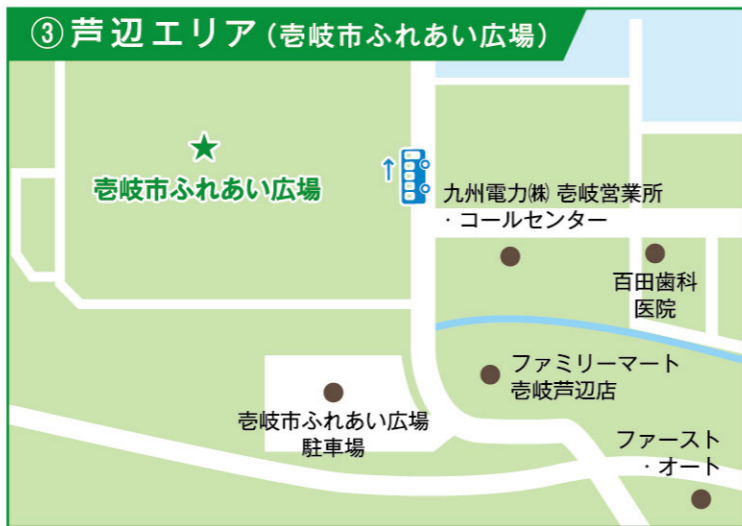 ③芦辺エリア(壱岐市ふれあい広場)
壱岐市ふれあい広場
九州電力㈱ 壱岐営業所
・コールセンター
百田歯科
医院
ファミリーマート
壱岐芦辺店
壱岐市ふれあい広場
駐車場
ファースト
・オート